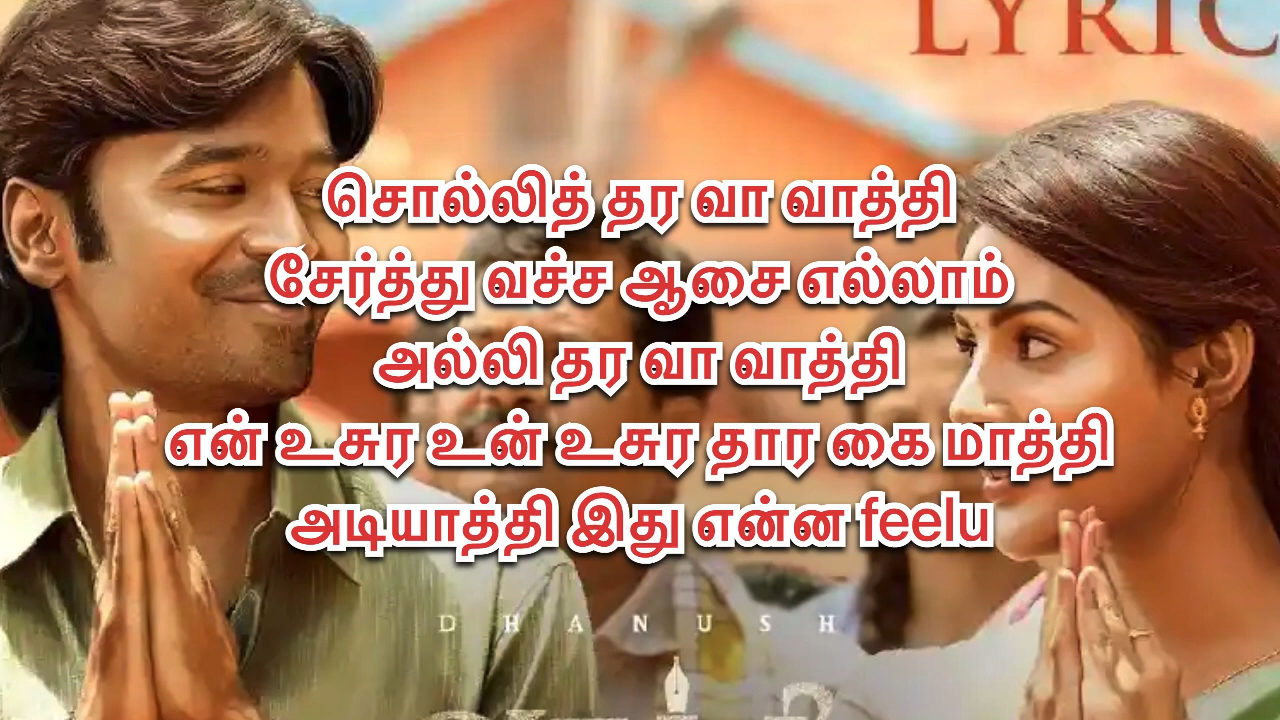 LYRIC
சொல்லித் தர வா வாத்தி
சேர்த்து வச்ச ஆசை எல்லாம்
அல்லி தர வா வாத்தி
என் உசுர உன் உசுர தார கை மாத்தி
அடியாத்தி இது என்ன feelu
DHANUSH